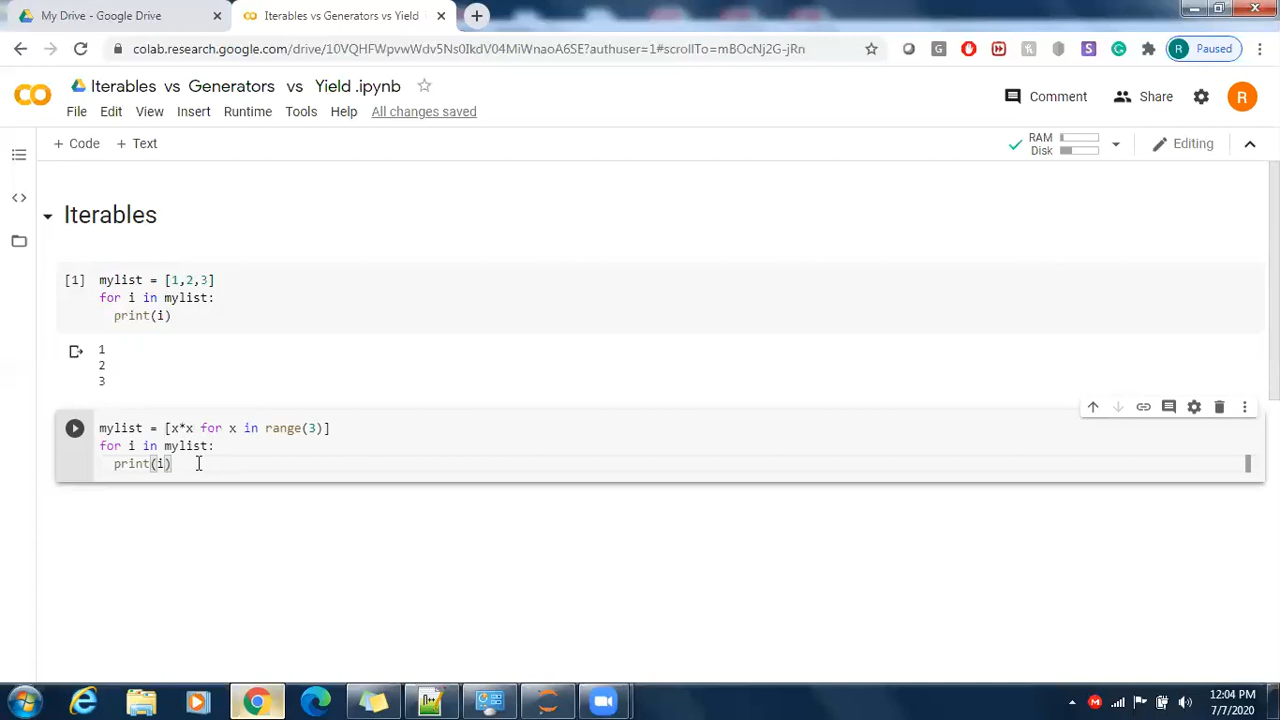 My Drive - Google Drive
Iterables vs Generators vs Yield
colab.research.google.com/drive/10VQHFWpvwWdv5Ns0Ik8V04MiWnaoA6SE?authuser=1#scrollTo=mBOcNj2G-jRn
R Paused
CO Iterables vs Generators vs Yield .ipynb
Comment Share R
File Edit View Insert Runtime Tools Help All changes saved
+ Code + Text
RAM
Disk
Editing
Iterables
[1] mylist = [1,2,3]
for i in mylist:
print(i)
1
2
3
mylist = [x*x for x in range(3)]
for i in mylist:
print(i)
12:04 PM
7/7/2020